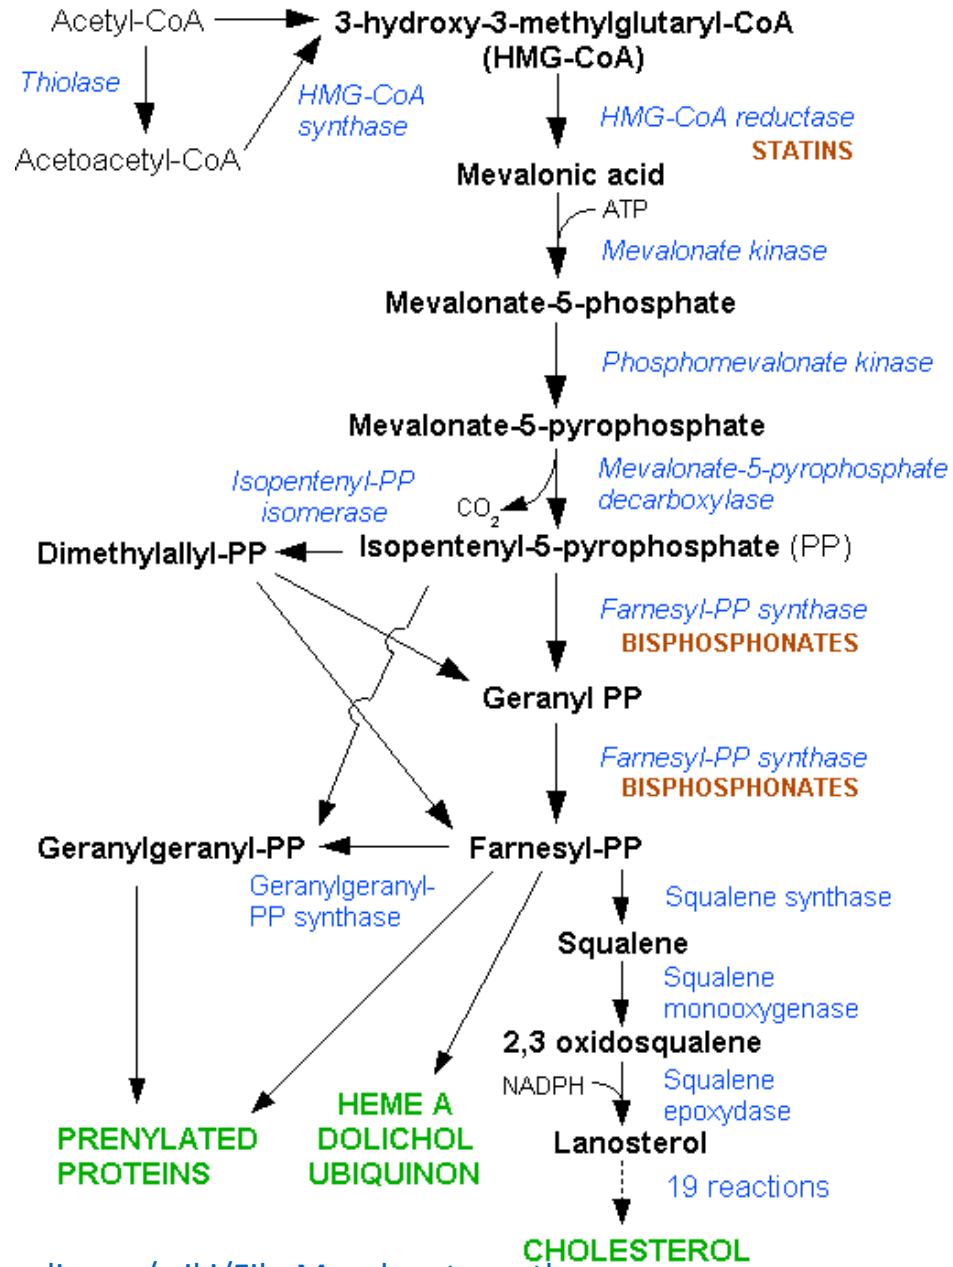 Acetyl-CoA
3-hydroxy-3-methylglutaryl-CoA
(HMG-CoA)
Thiolase
HMG-CoA
synthase
HMG-CoA reductase
STATINS
Acetoacetyl-CoA
Mevalonic acid
ATP
Mevalonate kinase
Mevalonate-5-phosphate
Phosphomevalonate kinase
Mevalonate-5-pyrophosphate
Mevalonate-5-pyrophosphate
decarboxylase
Isopentenyl-PP
isomerase
CO2
Dimethylallyl-PP
Isopentenyl-5-pyrophosphate (PP)
Farnesyl-PP synthase
BISPHOSPHONATES
Geranyl PP
Farnesyl-PP synthase
BISPHOSPHONATES
Geranylgeranyl-PP
Farnesyl-PP
Geranylgeranyl-
PP synthase
Squalene synthase
Squalene
Squalene
monooxygenase
2,3 oxidosqualene
NADPH
Squalene
epoxydase
Lanosterol
PRENYLATED
PROTEINS
HEME A
DOLICHOL
UBIQUINON
19 reactions
CHOLESTEROL